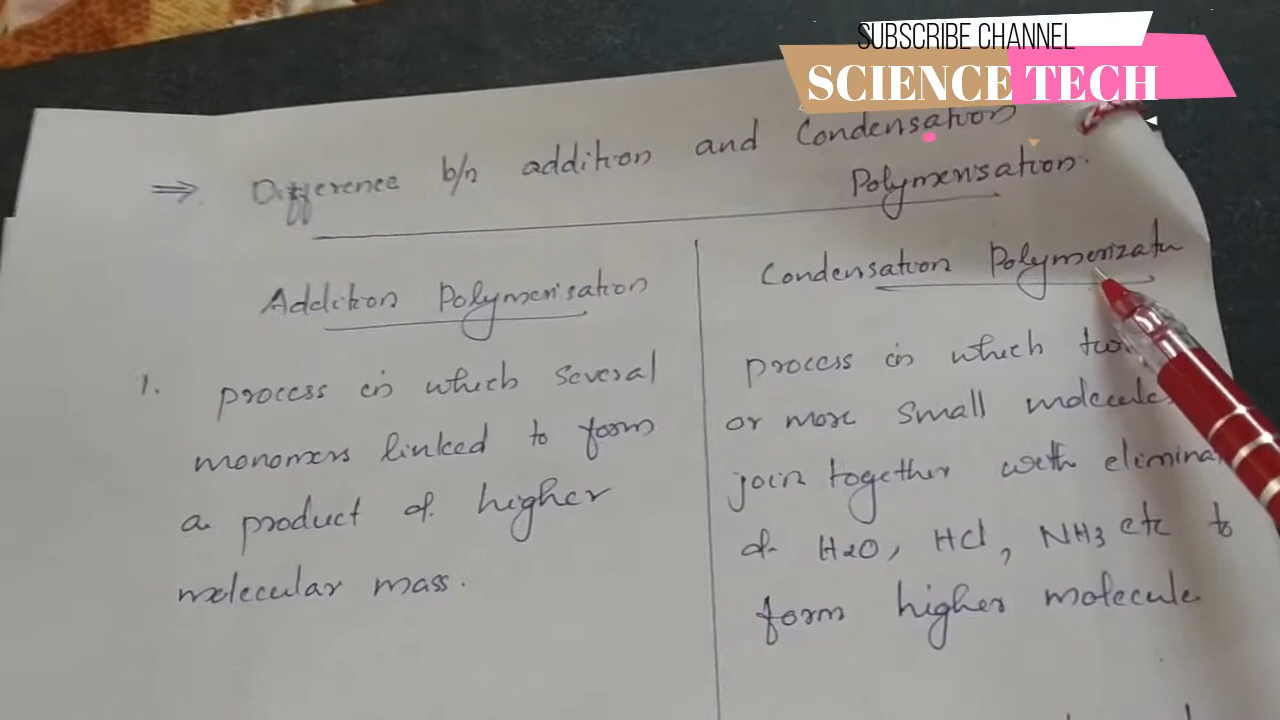 SUBSCRIBE CHANNEL
SCIENCE TECH
⇒ Difference b/n addition and Condensation
Polymerisation.
Addition Polymerisation
1. process in which several
monomers linked to form
a product of higher
molecular mass.
Condensation Polymerizatn
process in which two
or more small molecules
join together with eliminat
of H2O, HCl, NH3 etc to
form higher molecule